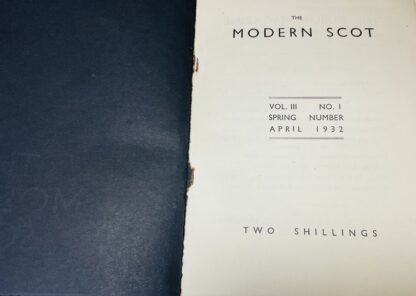 THE
MODERN SCOT
VOL. III NO. 1
SPRING NUMBER
APRIL 1932
TWO SHILLINGS